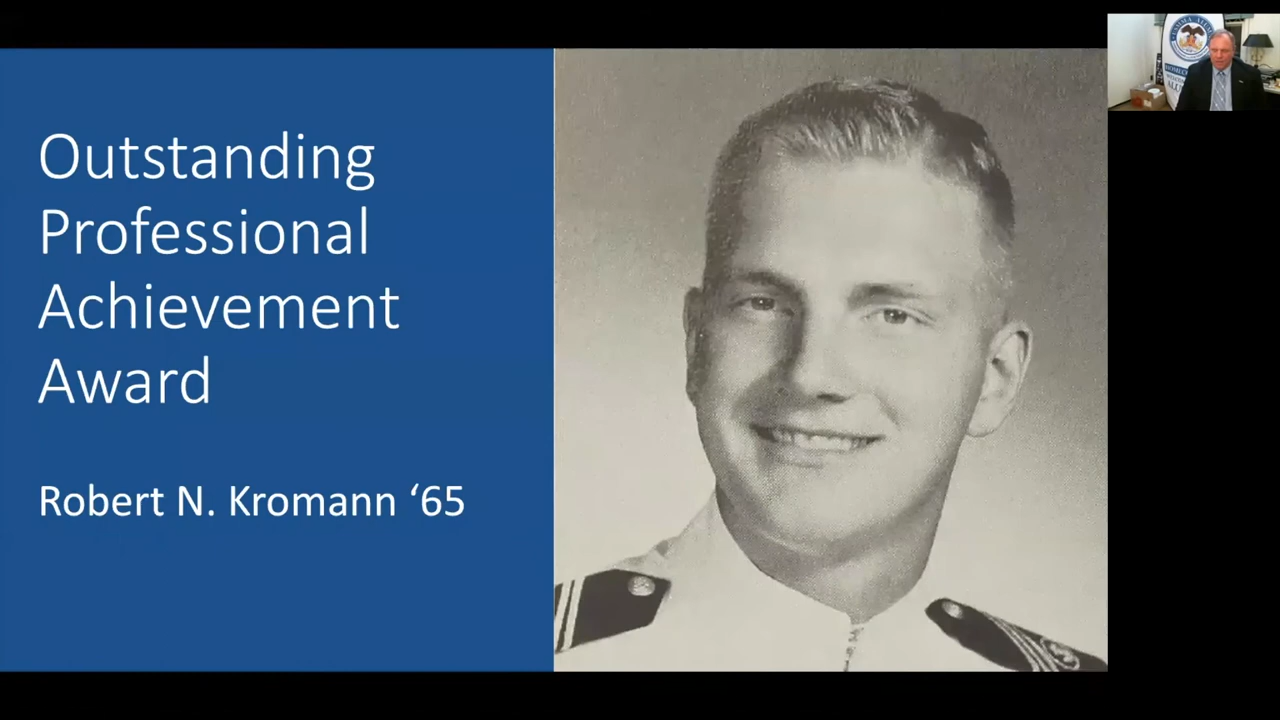 Outstanding
Professional
Achievement
Award
Robert N. Kromann ‘65